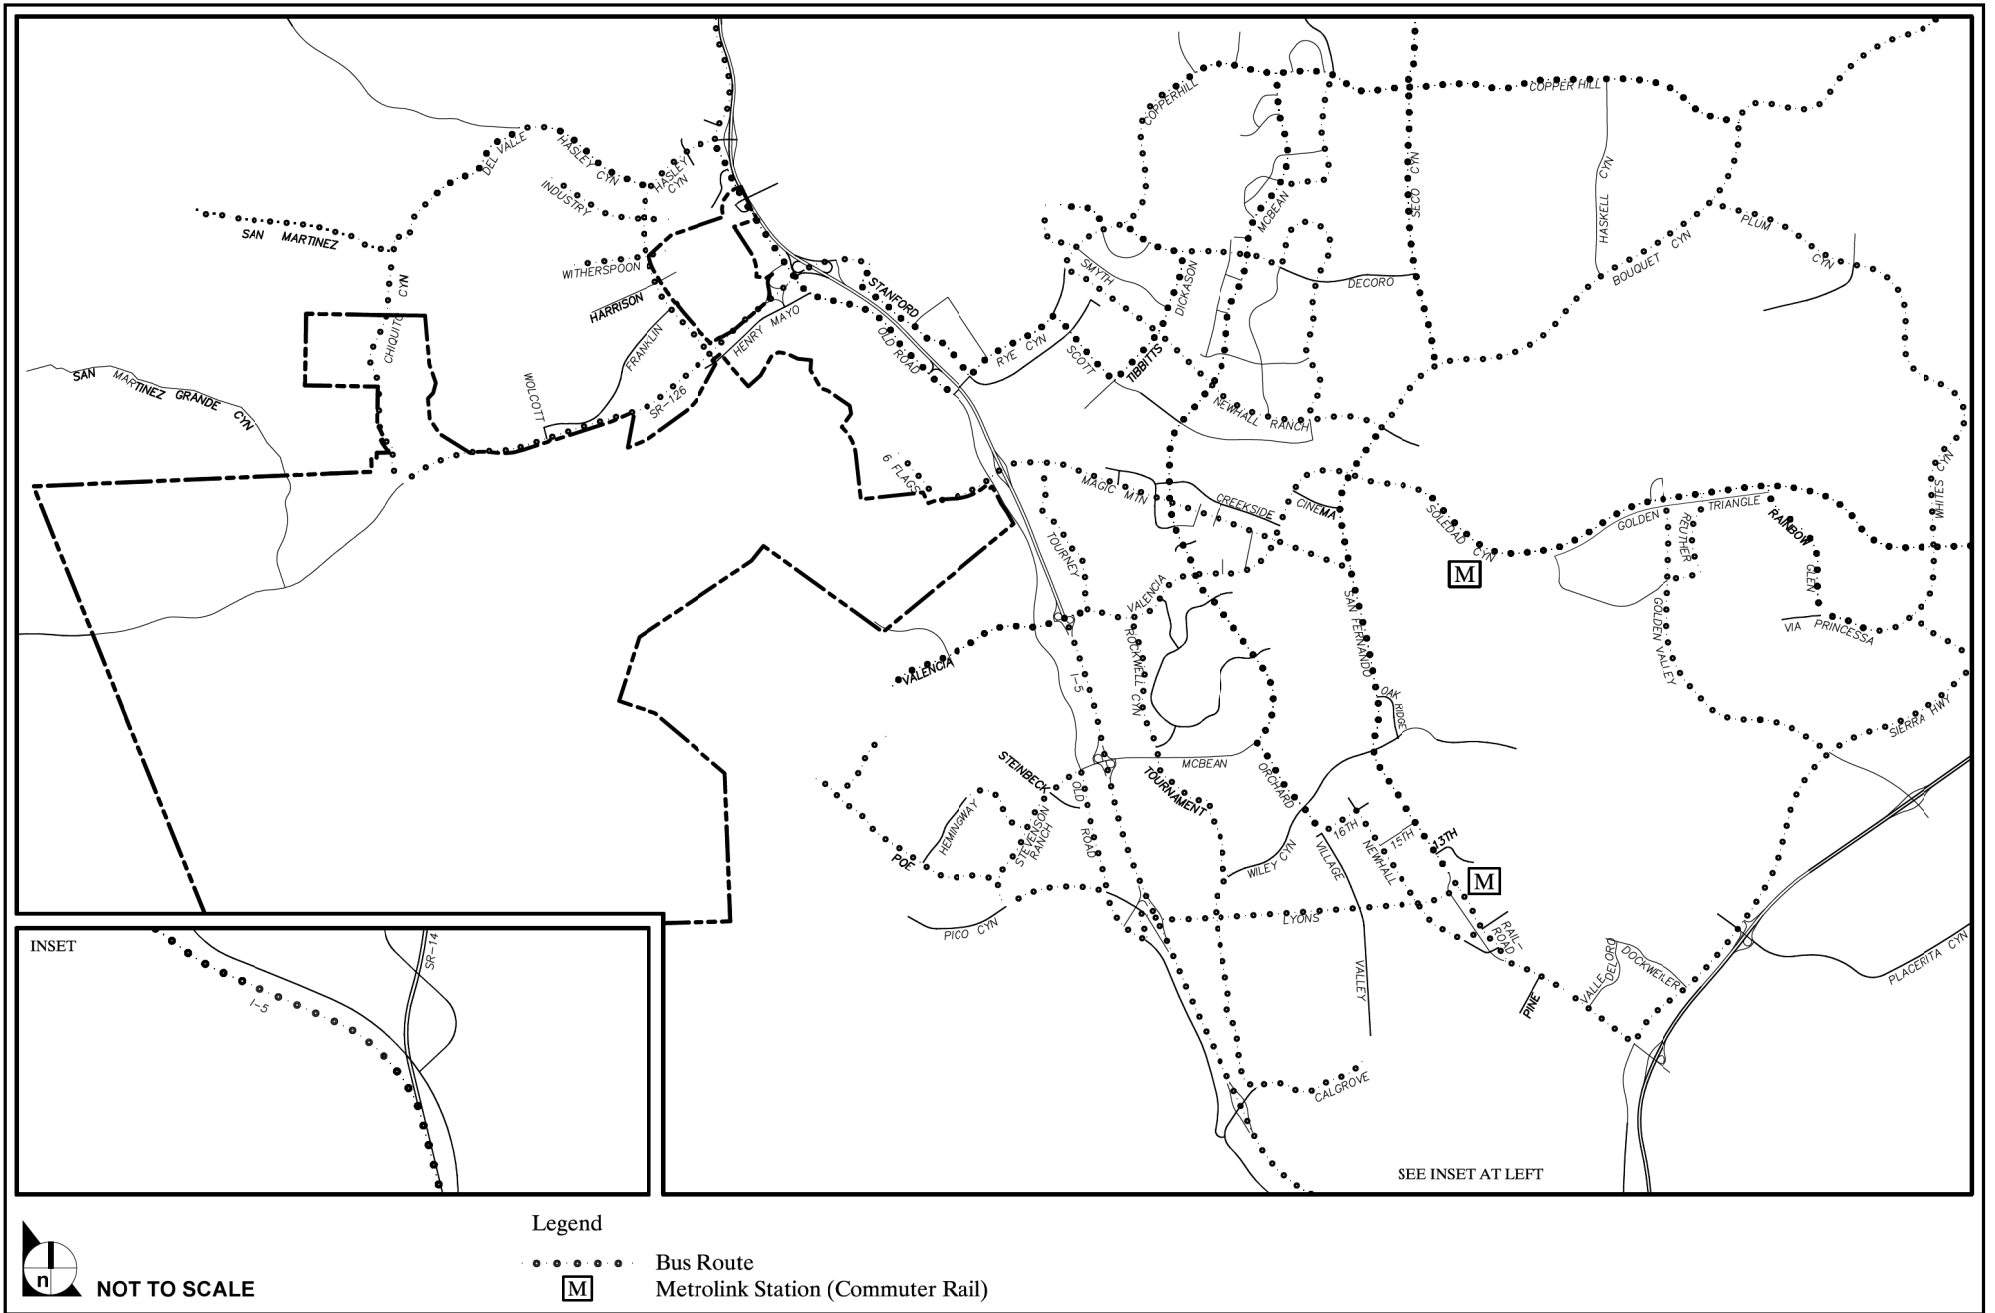 COPPERHILL
COPPER HILL
DEL VALLE
HASLEY
CYN
HASLEY
CYN
INDUSTRY
SAN MARTINEZ
WITHERSPOON
HARRISON
CHIQUITO
CYN
FRANKLIN
HENRY MAYO
STANFORD
OLD ROAD
RYE CYN
SMYTH
DICKASON
SCOTT
TIBBITTS
MCBEAN
SECO CYN
DECORO
HASKELL CYN
BOUQUET CYN
PLUM
CYN
SAN MARTINEZ GRANDE CYN
WOLCOTT
SR-126
NEWHALL RANCH
6 FLAGS
MAGIC MTN
CREEKSIDE
CINEMA
SOLEDAD CYN
GOLDEN
TRIANGLE
REUTHER
RAINBOW
GLEN
WHITES CYN
TOURNEY
VALENCIA
VALENCIA
ROCKWELL CYN
I-5
SAN FERNANDO
M
GOLDEN VALLEY
VIA PRINCESSA
SIERRA HWY
OAK
RIDGE
MCBEAN
ORCHARD
STEINBECK
OLD
ROAD
TOURNAMENT
HEMINGWAY
STEVENSON
RANCH
POE
PICO CYN
WILEY CYN
16TH
15TH
13TH
VILLAGE
NEWHALL
M
LYONS
VALLEY
RAIL-
ROAD
PINE
VALLE
DELORO
DOCKWEILER
PLACERITA CYN
CALGROVE
INSET
I-5
SR-14
SEE INSET AT LEFT
Legend
Bus Route
M
Metrolink Station (Commuter Rail)
n
NOT TO SCALE